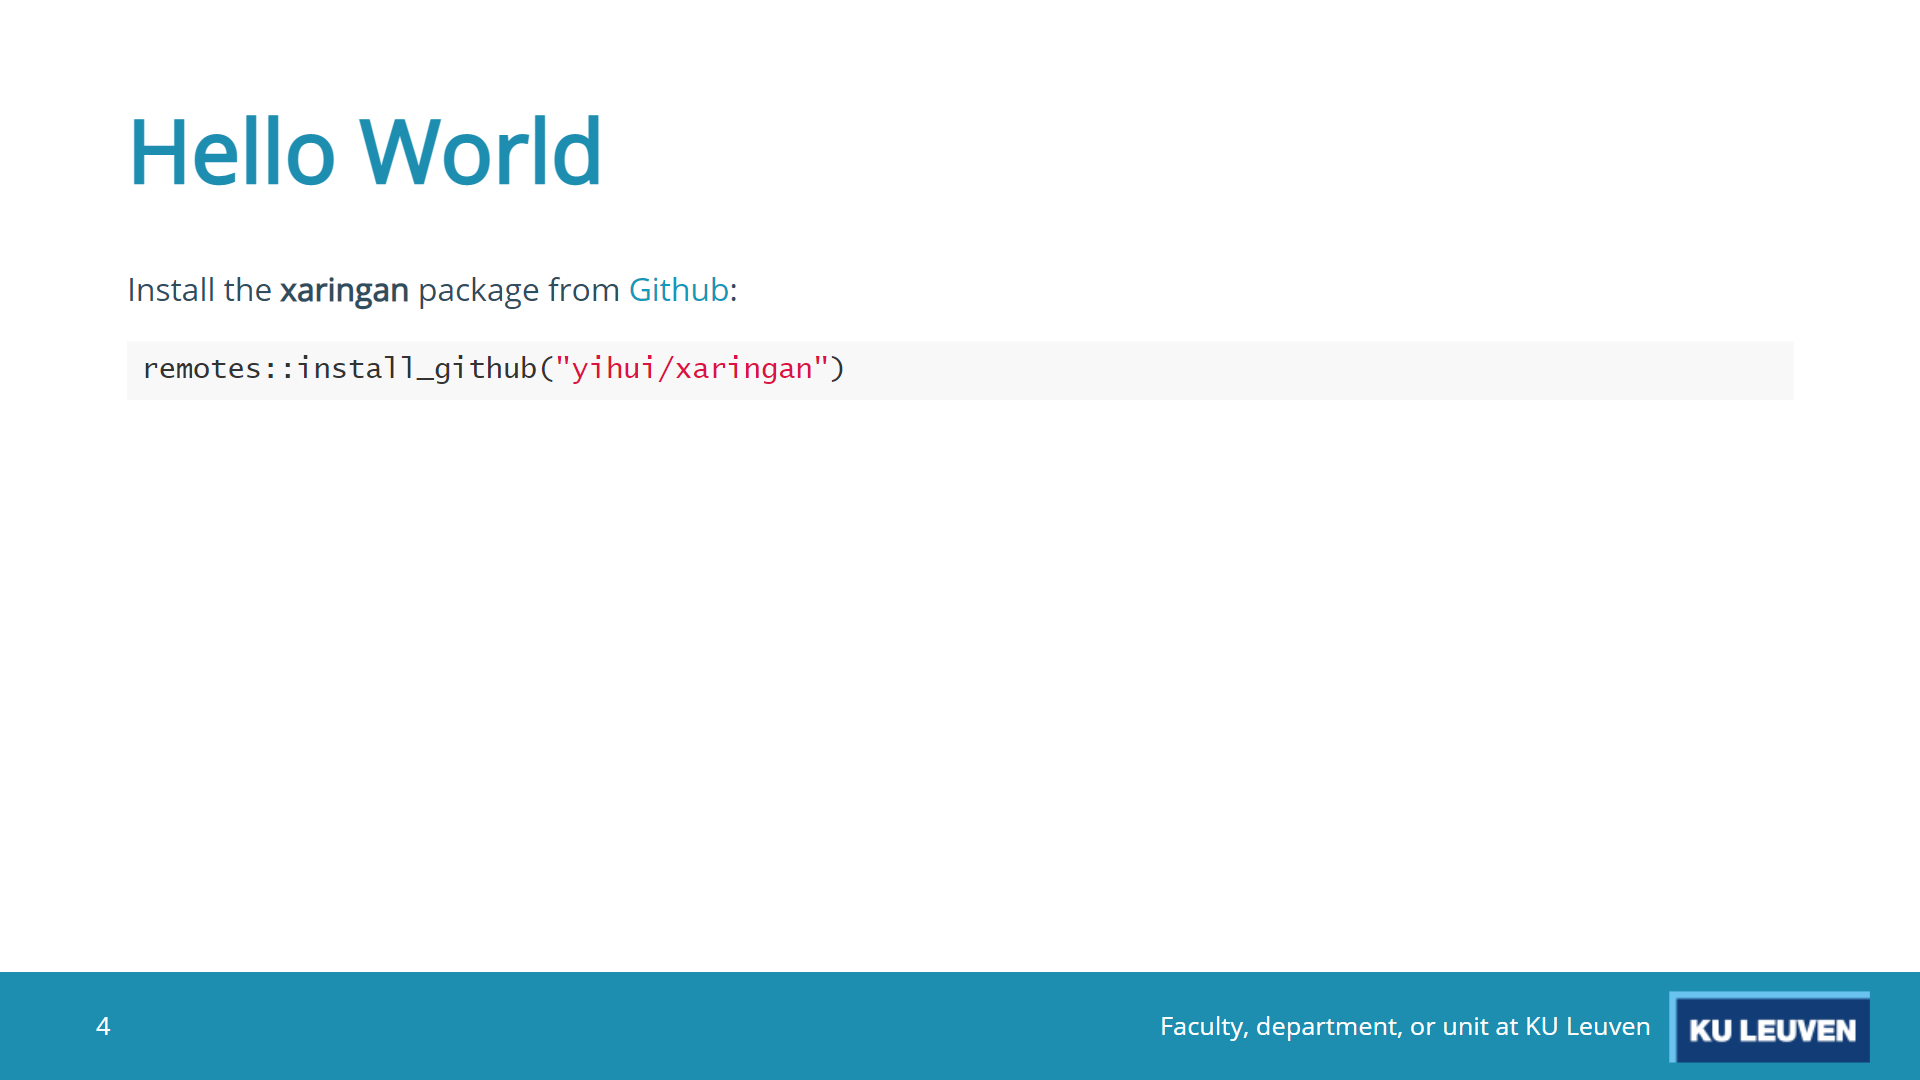 Hello World
Install the xaringan package from Github:
remotes::install_github("yihui/xaringan")
4
Faculty, department, or unit at KU Leuven
KU LEUVEN